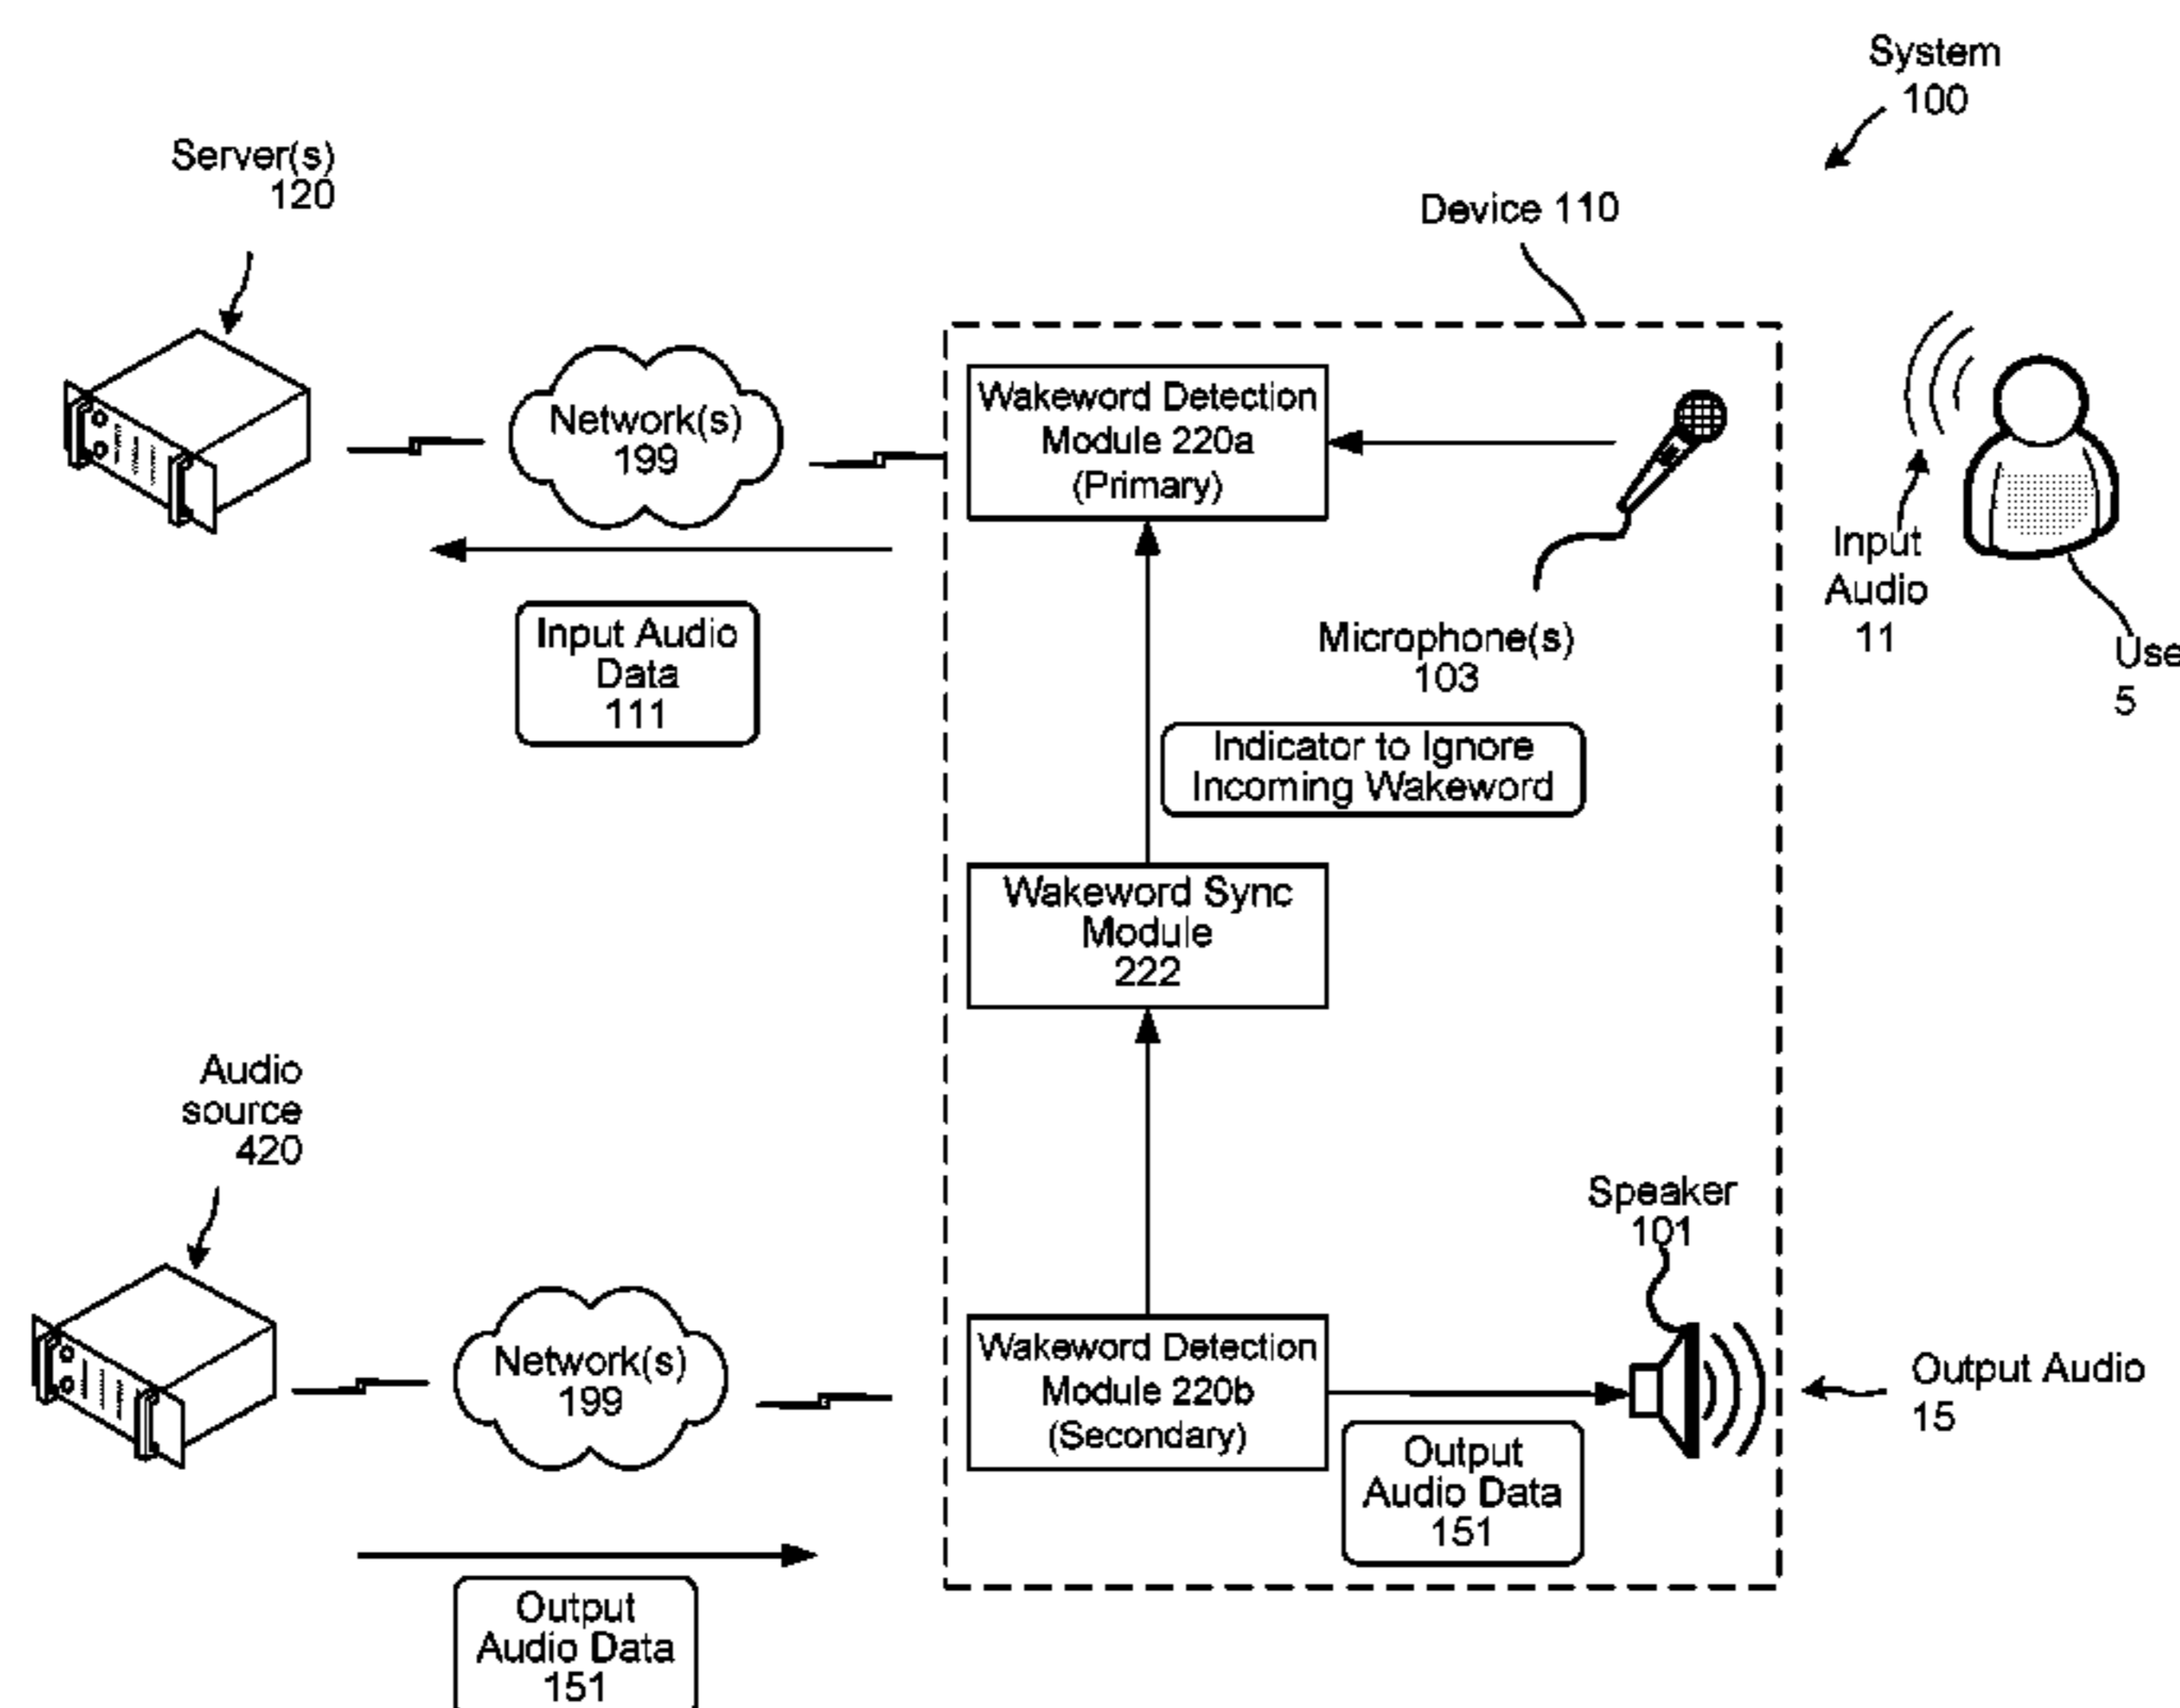 System
100
Server(s)
120
Device 110
Wakeword Detection
Module 220a
(Primary)
Network(s)
199
Input
Audio
11
Input Audio
Data
111
Microphone(s)
103
Use
5
Indicator to Ignore
Incoming Wakeword
Wakeword Sync
Module
222
Audio
source
420
Speaker
101
Network(s)
199
Wakeword Detection
Module 220b
(Secondary)
Output Audio
15
Output
Audio Data
151
Output
Audio Data
151